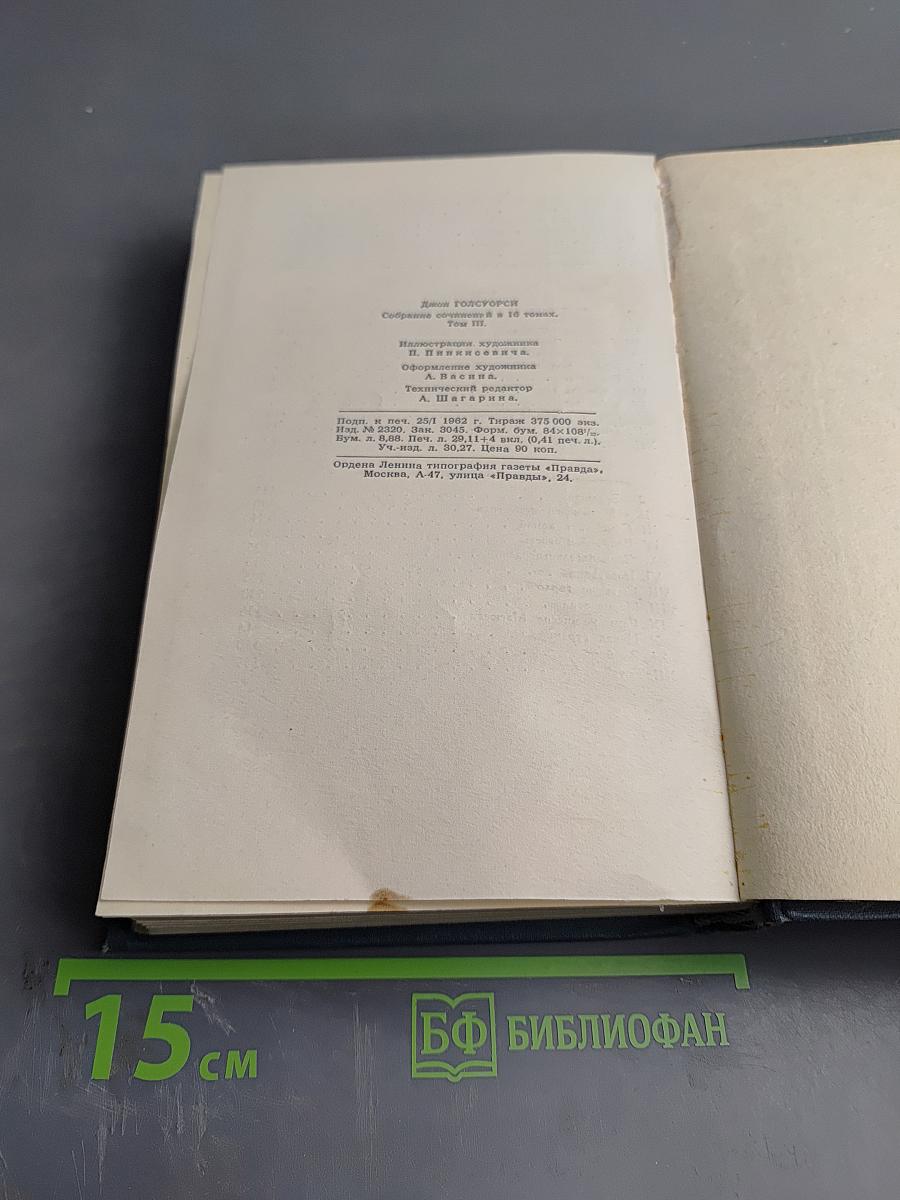 Джон ГОЛСУОРСИ
Собрание сочинений в 16 томах.
Том III.
Иллюстрации художника
П. Пинкисевича.
Оформление художника
А. Васина.
Технический редактор
А. Шагарина.
Подп. к печ. 25/I 1962 г. Тираж 375 000 экз.
Изд. № 2320. Зак. 3045. Форм. бум. 84×108¹/₃₂.
Бум. л. 8,88. Печ. л. 29,11+4 вкл. (0,41 печ. л.).
Уч.-изд. л. 30,27. Цена 90 коп.
Ордена Ленина типография газеты «Правда»,
Москва, А-47, улица «Правды», 24.
15 см
БФ БИБЛИОФАН